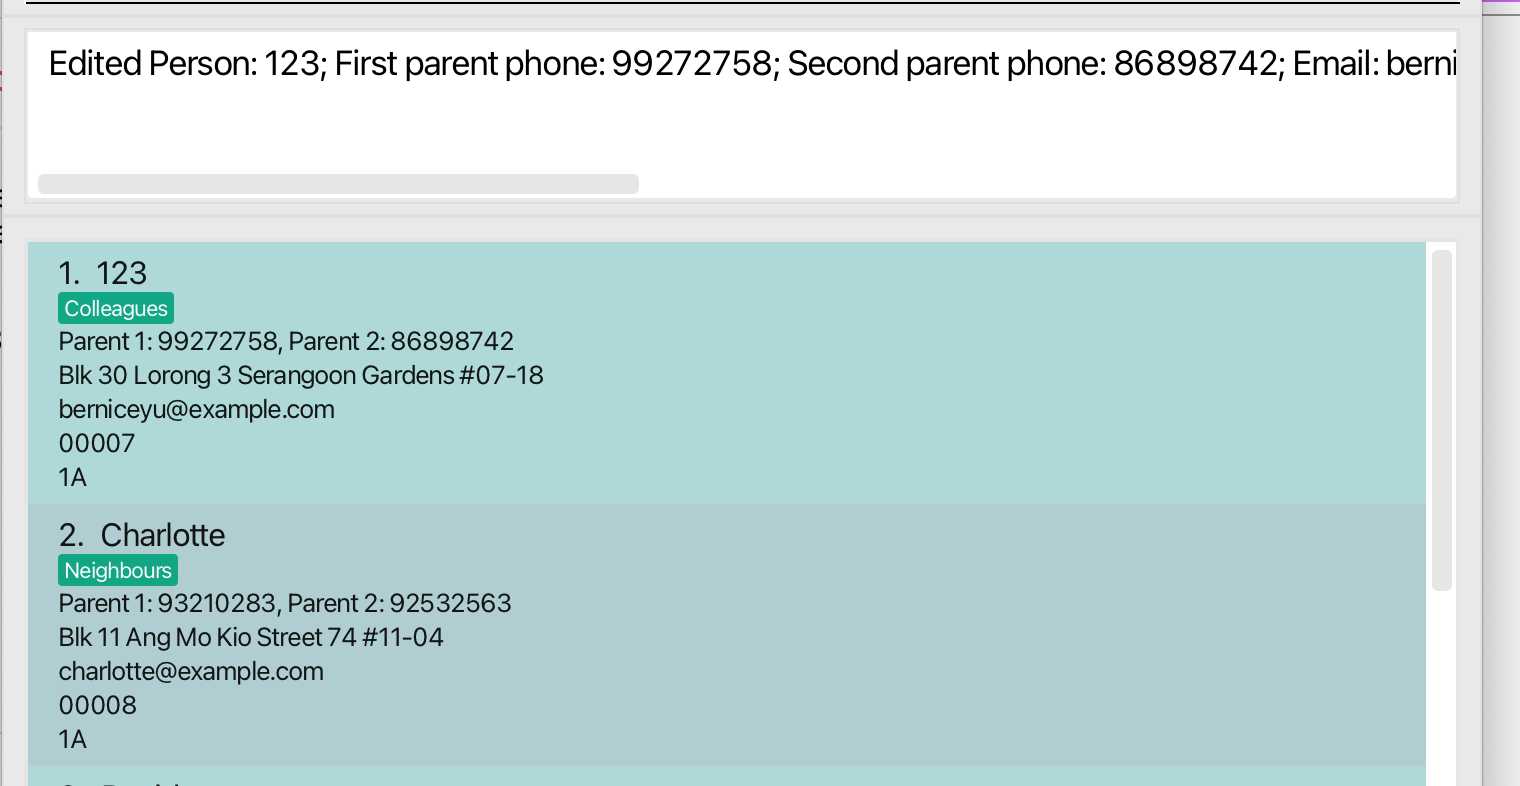 Edited Person: 123; First parent phone: 99272758; Second parent phone: 86898742; Email: berni
1. 123
Colleagues
Parent 1: 99272758, Parent 2: 86898742
Blk 30 Lorong 3 Serangoon Gardens #07-18
berniceyu@example.com
00007
1A
2. Charlotte
Neighbours
Parent 1: 93210283, Parent 2: 92532563
Blk 11 Ang Mo Kio Street 74 #11-04
charlotte@example.com
00008
1A